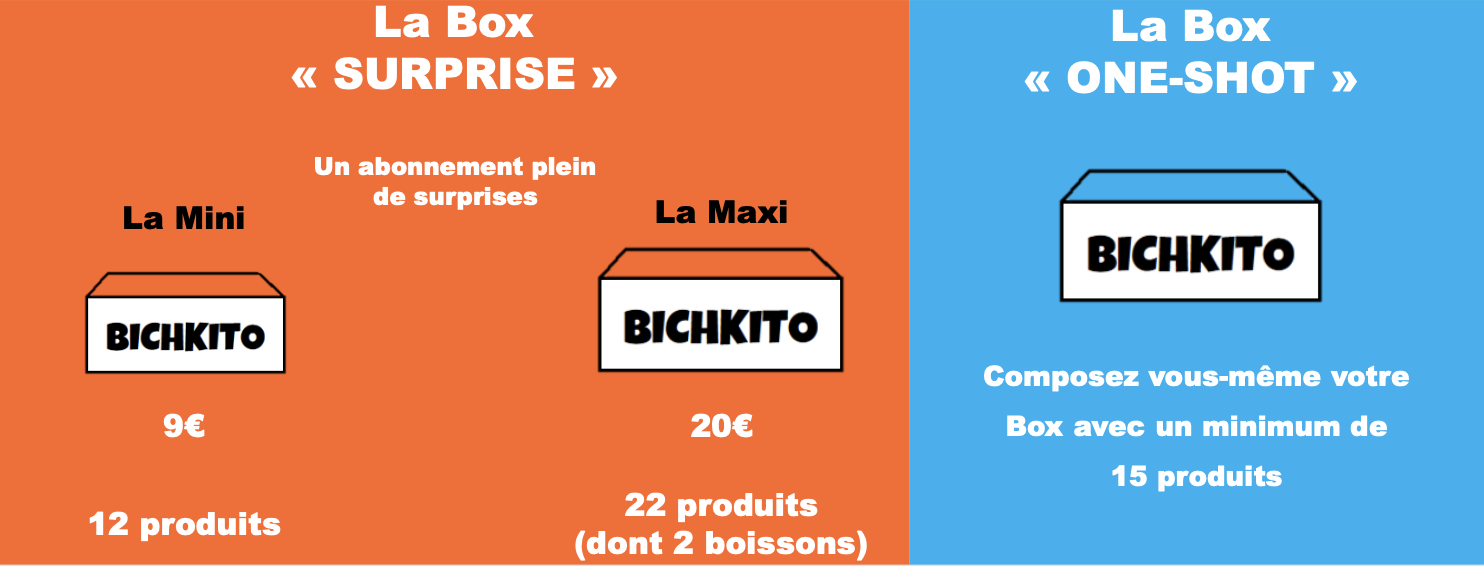 La Box
« SURPRISE »
Un abonnement plein
de surprises
La Mini
BICHKITO
9€
12 produits
La Maxi
BICHKITO
20€
22 produits
(dont 2 boissons)
La Box
« ONE-SHOT »
BICHKITO
Composez vous-même votre
Box avec un minimum de
15 produits